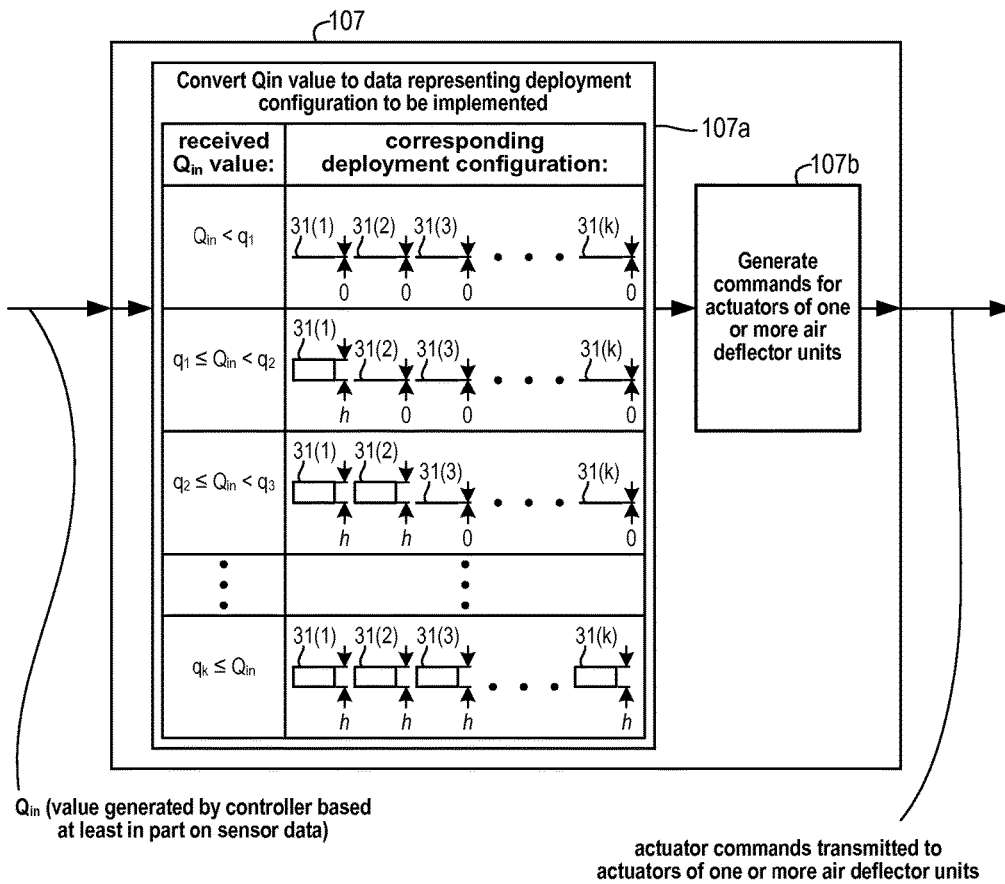 107
Convert Qin value to data representing deployment
configuration to be implemented
107a
received
Qin value:
corresponding
deployment configuration:
107b
Qin < q1
31(1) 31(2) 31(3) • • • 31(k)
0 0 0 0
Generate
commands for
actuators of one
or more air
deflector units
q1 ≤ Qin < q2
31(1) 31(2) 31(3) • • • 31(k)
h 0 0 0
q2 ≤ Qin < q3
31(1) 31(2) 31(3) • • • 31(k)
h h 0 0
qk ≤ Qin
31(1) 31(2) 31(3) • • • 31(k)
h h h h
Qin (value generated by controller based
at least in part on sensor data)
actuator commands transmitted to
actuators of one or more air deflector units